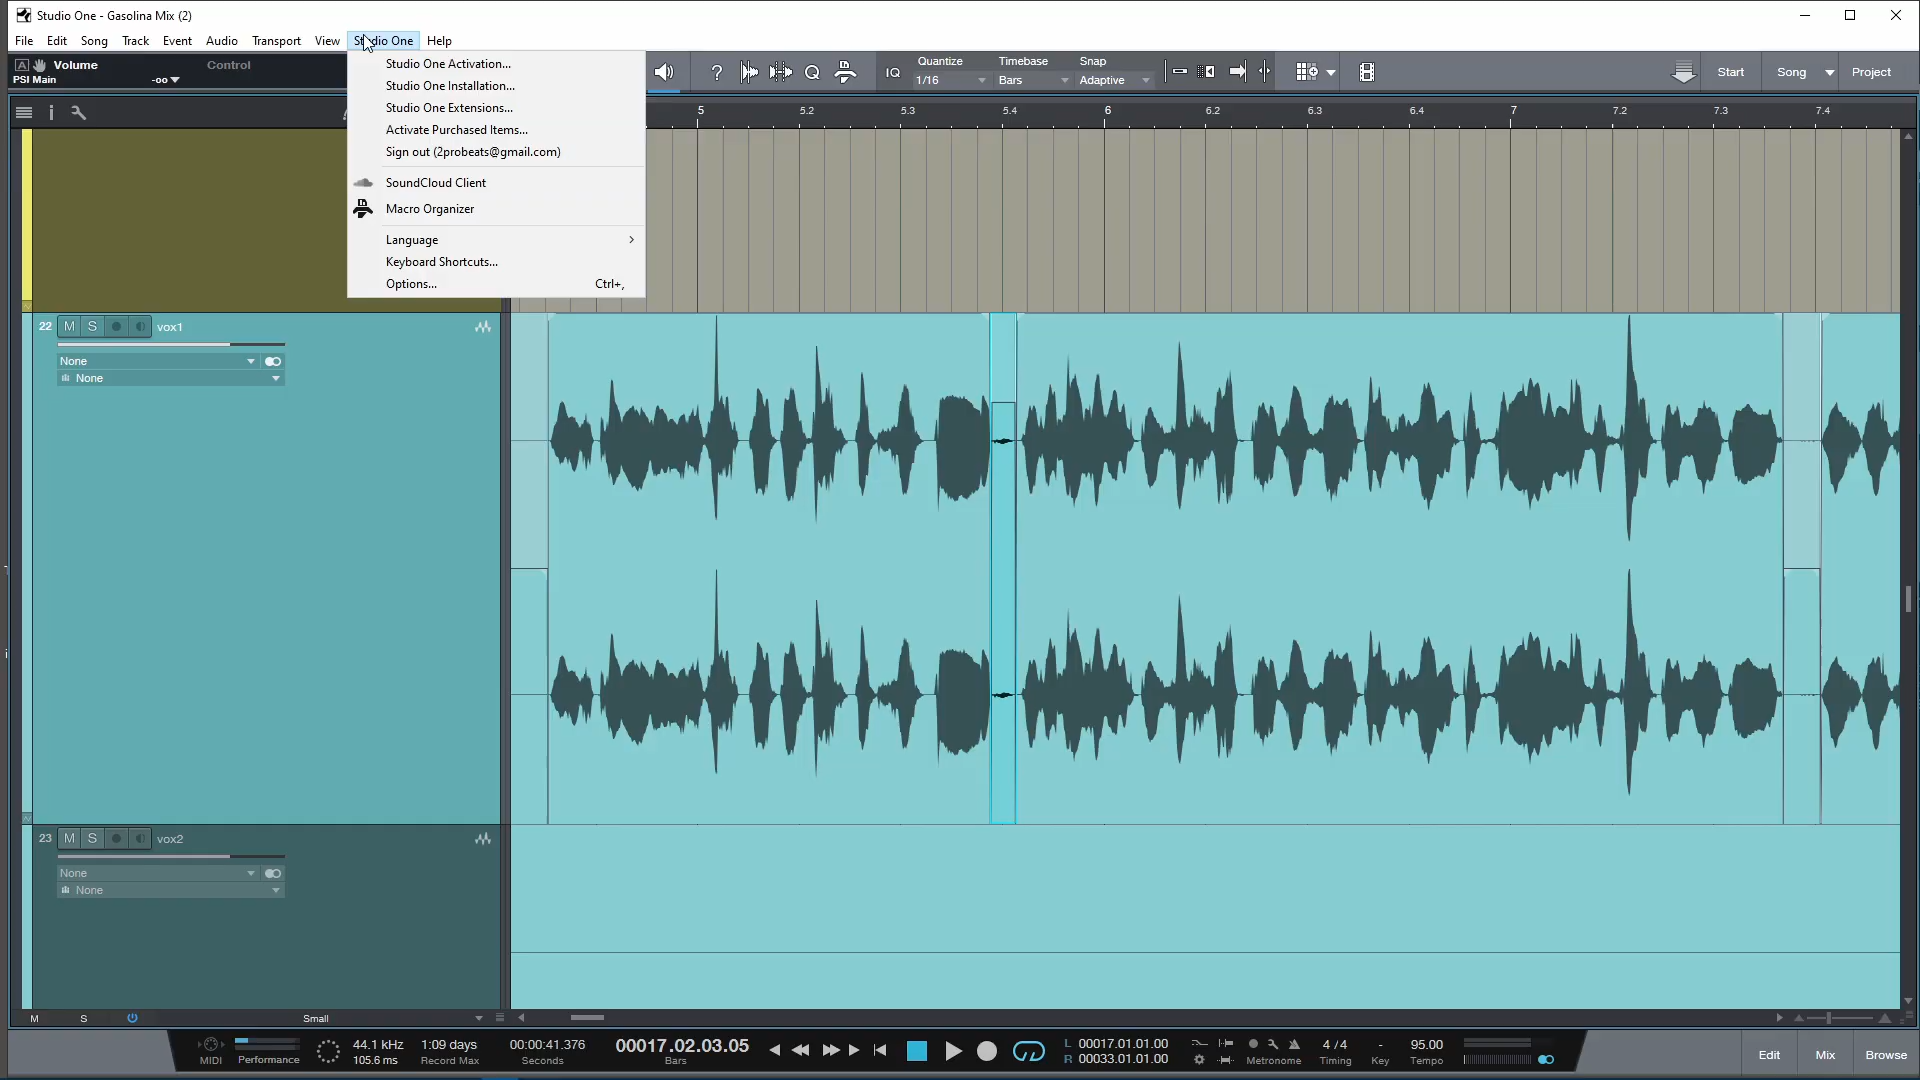 Studio One - Gasolina Mix (2)
File Edit Song Track Event Audio Transport View Studio One Help
A Volume Control
PSI Main -oo
Quantize Timebase Snap
? Q IQ 1/16 Bars Adaptive Start Song Project
Studio One Activation...
Studio One Installation...
Studio One Extensions...
Activate Purchased Items...
Sign out (2probeats@gmail.com)
SoundCloud Client
Macro Organizer
Language
Keyboard Shortcuts...
Options... Ctrl+,
5 5.2 5.3 5.4 6 6.2 6.3 6.4 7 7.2 7.3 7.4
22 M S vox1
None
None
23 M S vox2
None
None
M S Small
MIDI Performance
44.1 kHz
105.6 ms
1:09 days
Record Max
00:00:41.376
Seconds
00017.02.03.05
Bars
L 00017.01.01.00
R 00033.01.01.00
Metronome
4 / 4
Timing
-
Key
95.00
Tempo
Edit Mix Browse